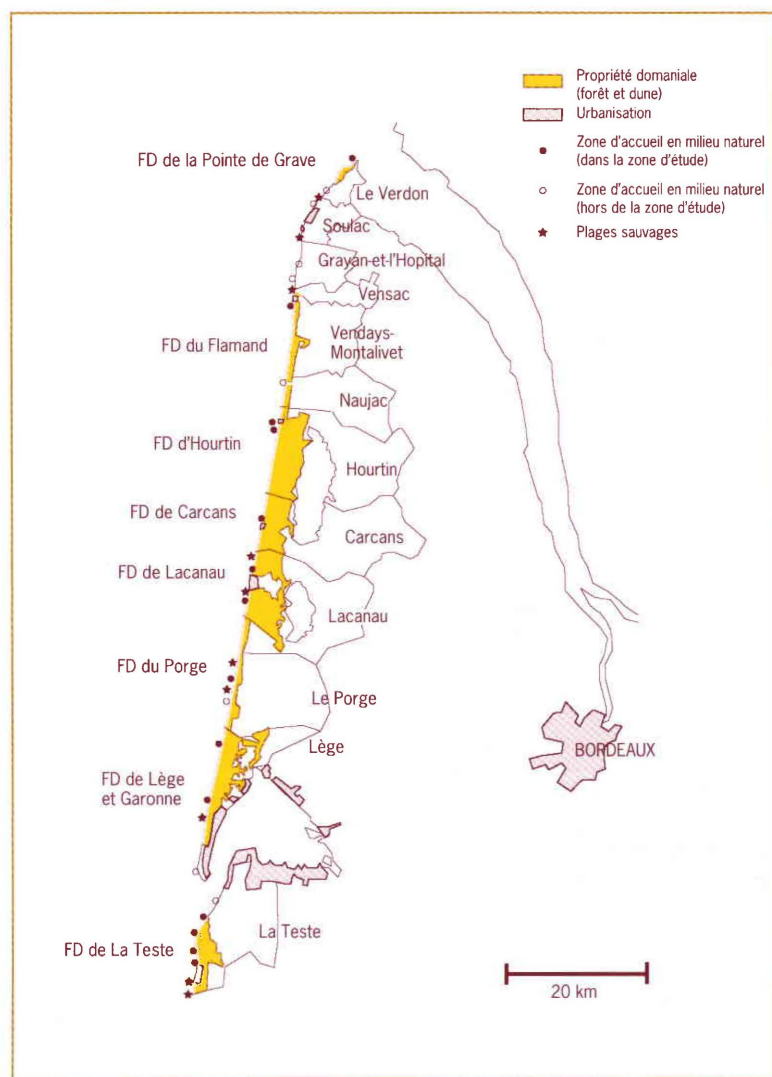 Propriété domaniale
(forêt et dune)
Urbanisation
Zone d'accueil en milieu naturel
(dans la zone d'étude)
Zone d'accueil en milieu naturel
(hors de la zone d'étude)
Plages sauvages
FD de la Pointe de Grave
Le Verdon
Soulac
Grayan-et-l'Hopital
Vensac
FD du Flamand
Vendays-
Montalivet
Naujac
FD d'Hourtin
Hourtin
FD de Carcans
Carcans
FD de Lacanau
Lacanau
FD du Porge
Le Porge
Lège
BORDEAUX
FD de Lège
et Garonne
La Teste
FD de La Teste
20 km